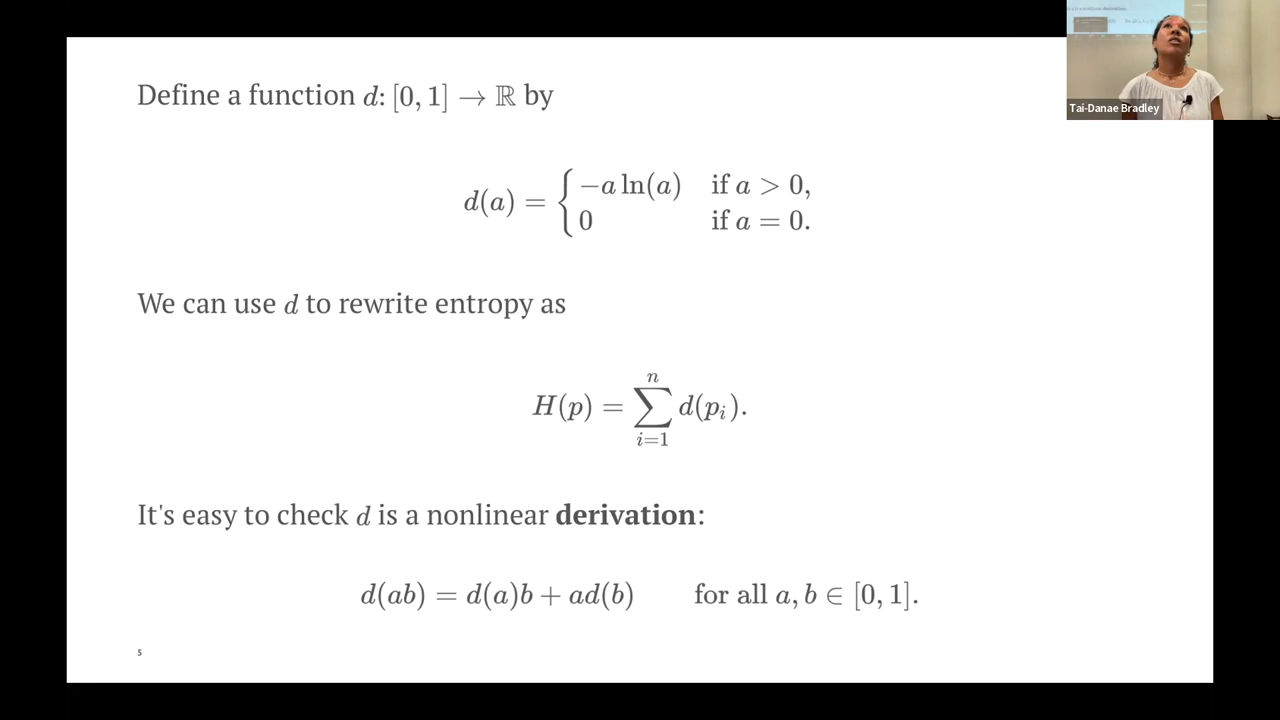 Define a function d: [0, 1] → ℝ by
d(a) = { −a ln(a) if a > 0,
0 if a = 0.
We can use d to rewrite entropy as
H(p) = ∑_{i=1}^{n} d(p_i).
It's easy to check d is a nonlinear derivation:
d(ab) = d(a)b + ad(b) for all a, b ∈ [0, 1].
5
Tai-Danae Bradley